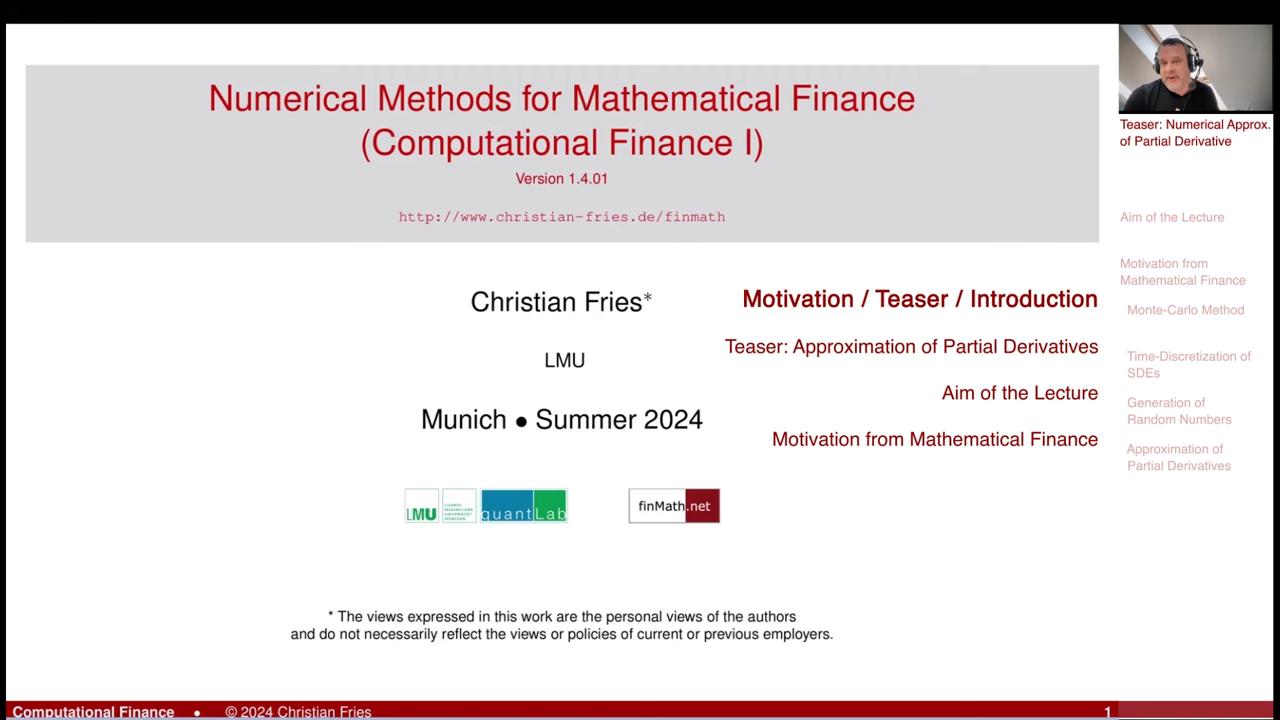 Numerical Methods for Mathematical Finance
(Computational Finance I)
Version 1.4.01
http://www.christian-fries.de/finmath
Christian Fries*
LMU
Munich ● Summer 2024
Motivation / Teaser / Introduction
Teaser: Approximation of Partial Derivatives
Aim of the Lecture
Motivation from Mathematical Finance
LMU
LUDWIG
MAXIMILIANS
UNIVERSITÄT
MÜNCHEN
quantLab
finMath.net
* The views expressed in this work are the personal views of the authors
and do not necessarily reflect the views or policies of current or previous employers.
Teaser: Numerical Approx.
of Partial Derivative
Aim of the Lecture
Motivation from
Mathematical Finance
Monte-Carlo Method
Time-Discretization of
SDEs
Generation of
Random Numbers
Approximation of
Partial Derivatives
Computational Finance ● © 2024 Christian Fries 1